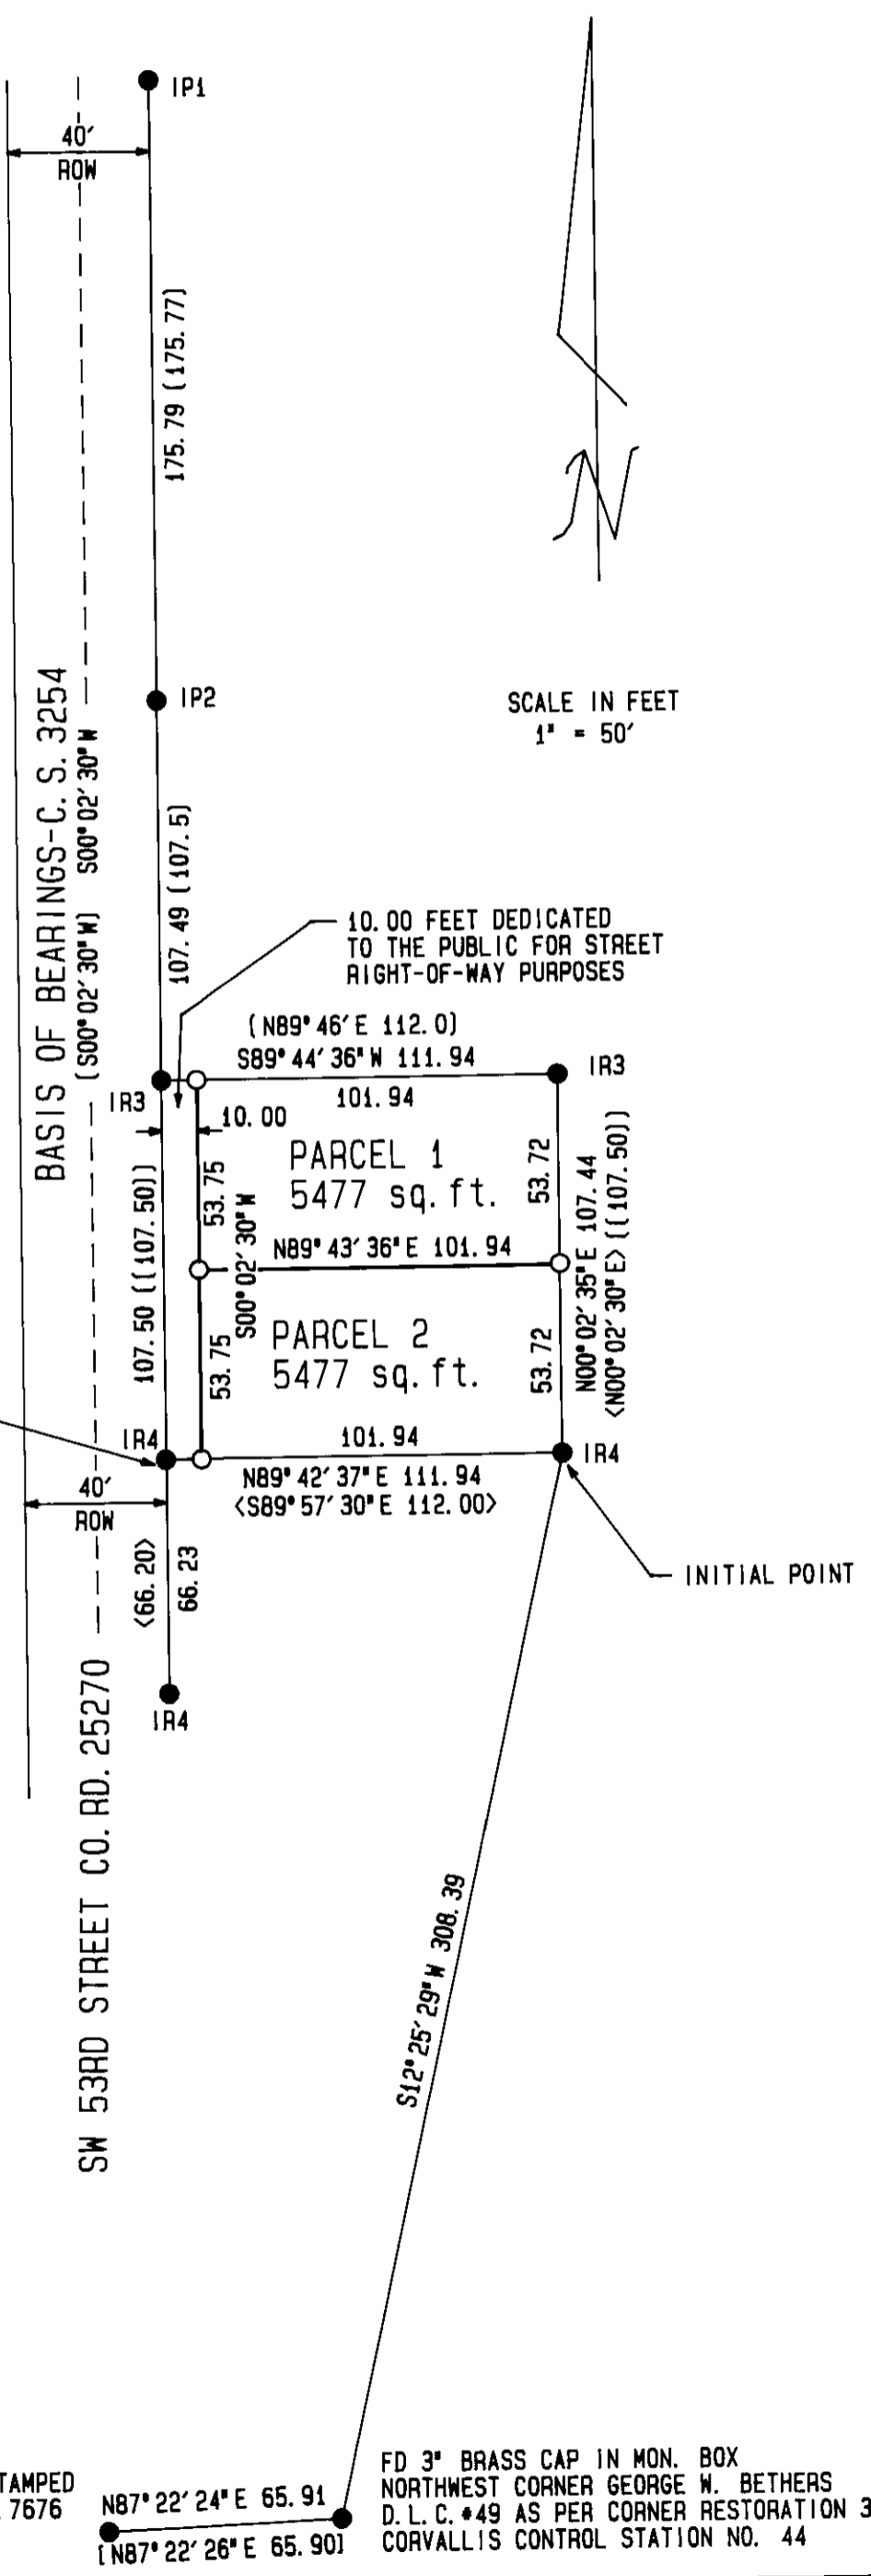 IP1
40′
ROW
175.79 (175.77)
N
IP2
SCALE IN FEET
1" = 50′
BASIS OF BEARINGS-C.S. 3254
(S00°02′30"W) S00°02′30"W
107.49 (107.5)
10.00 FEET DEDICATED
TO THE PUBLIC FOR STREET
RIGHT-OF-WAY PURPOSES
(N89°46′E 112.0)
S89°44′36"W 111.94
IR3
IR3
101.94
10.00
PARCEL 1
5477 sq.ft.
53.75
53.72
S00°02′30"W
107.50 ((107.50))
N89°43′36"E 101.94
N00°02′35"E 107.44
<N00°02′30"E>((107.50))
PARCEL 2
5477 sq.ft.
53.75
53.72
IR4
101.94
IR4
N89°42′37"E 111.94
<S89°57′30"E 112.00>
40′
ROW
<66.20>
66.23
INITIAL POINT
IR4
SW 53RD STREET CO.RD. 25270
S12°25′29"W 308.39
TAMPED
7676
N87°22′24"E 65.91
[N87°22′26"E 65.90]
FD 3" BRASS CAP IN MON. BOX
NORTHWEST CORNER GEORGE W. BETHERS
D.L.C.#49 AS PER CORNER RESTORATION 3
CORVALLIS CONTROL STATION NO. 44